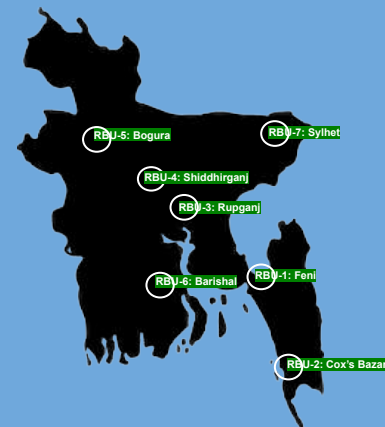 RBU-7: Sylhet
RBU-5: Bogura
RBU-4: Shiddhirganj
RBU-3: Rupganj
RBU-1: Feni
RBU-6: Barishal
RBU-2: Cox's Bazar